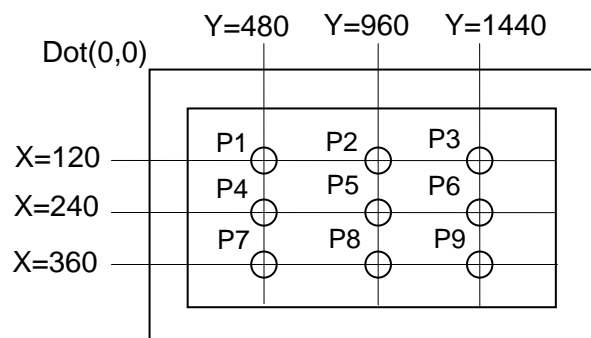 Y=480 Y=960 Y=1440
Dot(0,0)
X=120 P1 P2 P3
X=240 P4 P5 P6
X=360 P7 P8 P9